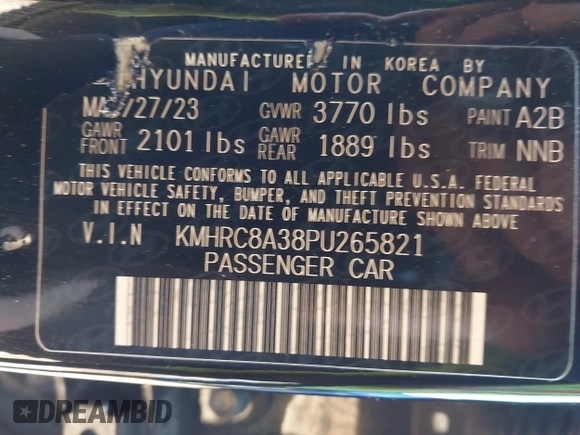 MANUFACTURED IN KOREA BY
HYUNDAI MOTOR COMPANY
27/23 GVWR 3770 lbs PAINT A2B
GAWR FRONT 2101 lbs GAWR REAR 1889 lbs TRIM NNB
THIS VEHICLE CONFORMS TO ALL APPLICABLE U.S.A. FEDERAL
MOTOR VEHICLE SAFETY, BUMPER, AND THEFT PREVENTION STANDARDS
IN EFFECT ON THE DATE OF MANUFACTURE SHOWN ABOVE
V.I.N KMHRC8A38PU265821
PASSENGER CAR
DREAMBID